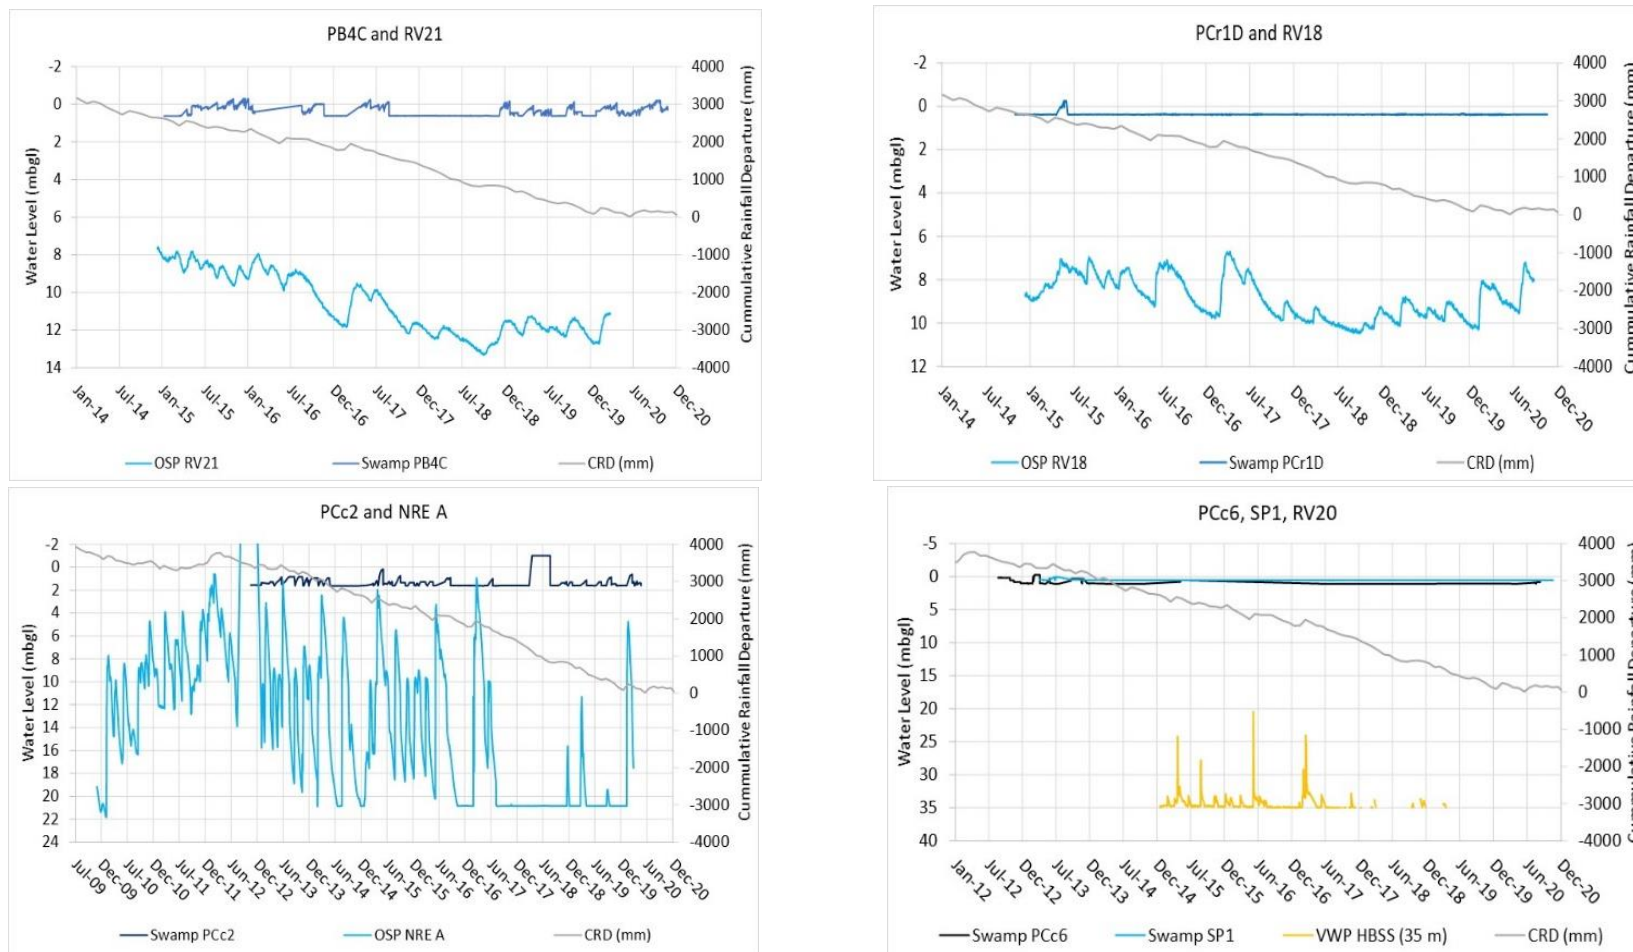 PB4C and RV21
Water Level (mbgl)
-2
0
2
4
6
8
10
12
14
4000
3000
2000
1000
0
-1000
-2000
-3000
-4000
Cummulative Rainfall Departure (mm)
Jan-14
Jul-14
Jan-15
Jul-15
Jan-16
Jul-16
Dec-16
Jul-17
Dec-17
Jul-18
Dec-18
Jul-19
Dec-19
Jun-20
Dec-20
OSP RV21
Swamp PB4C
CRD (mm)
PCr1D and RV18
Water Level (mbgl)
-2
0
2
4
6
8
10
12
4000
3000
2000
1000
0
-1000
-2000
-3000
-4000
Cummulative Rainfall Departure (mm)
Jan-14
Jul-14
Jan-15
Jul-15
Jan-16
Jul-16
Dec-16
Jul-17
Dec-17
Jul-18
Dec-18
Jul-19
Dec-19
Jun-20
Dec-20
OSP RV18
Swamp PCr1D
CRD (mm)
PCc2 and NRE A
Water Level (mbgl)
-2
0
2
4
6
8
10
12
14
16
18
20
22
24
4000
3000
2000
1000
0
-1000
-2000
-3000
-4000
Cummulative Rainfall Departure (mm)
Jul-09
Dec-09
Jul-10
Dec-10
Jul-11
Dec-11
Jun-12
Dec-12
Jun-13
Dec-13
Jun-14
Dec-14
Jun-15
Dec-15
Jun-16
Dec-16
Jun-17
Dec-17
Jun-18
Dec-18
Jun-19
Dec-19
Jun-20
Dec-20
Swamp PCc2
OSP NRE A
CRD (mm)
PCc6, SP1, RV20
Water Level (mbgl)
-5
0
5
10
15
20
25
30
35
40
4000
3000
2000
1000
0
-1000
-2000
-3000
-4000
Cummulative Rainfall Departure (mm)
Jan-12
Jul-12
Dec-12
Jul-13
Dec-13
Jul-14
Dec-14
Jul-15
Dec-15
Jun-16
Dec-16
Jun-17
Dec-17
Jun-18
Dec-18
Jun-19
Dec-19
Jun-20
Dec-20
Swamp PCc6
Swamp SP1
VWP HBSS (35 m)
CRD (mm)